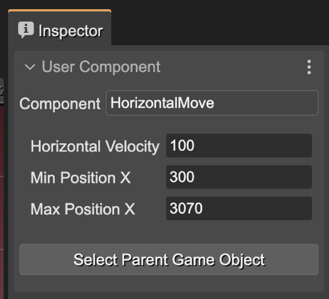 Inspector
User Component
Component HorizontalMove
Horizontal Velocity 100
Min Position X 300
Max Position X 3070
Select Parent Game Object